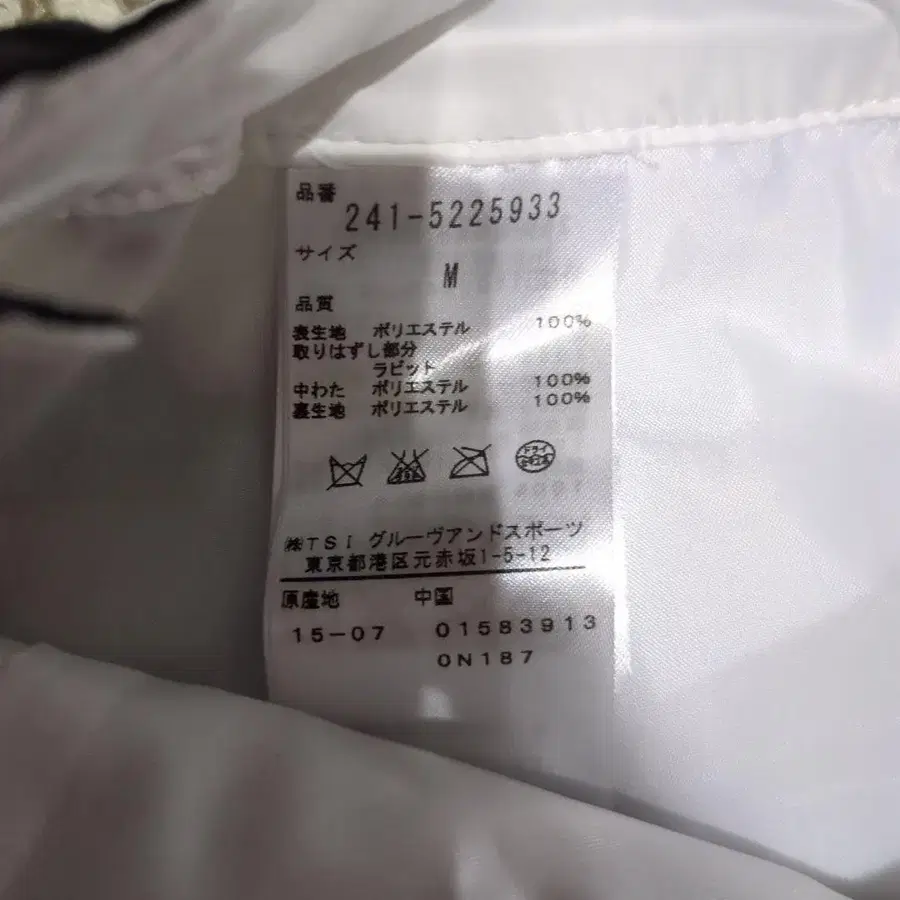 品番
241-5225933
サイズ
M
品質
表生地 ポリエステル 100%
取りはずし部分
ラビット
中わた ポリエステル 100%
裏生地 ポリエステル 100%
ドライ
㈱TSI グルーヴアンドスポーツ
東京都港区元赤坂1-5-12
原産地 中国
15-07 01583913
0N187